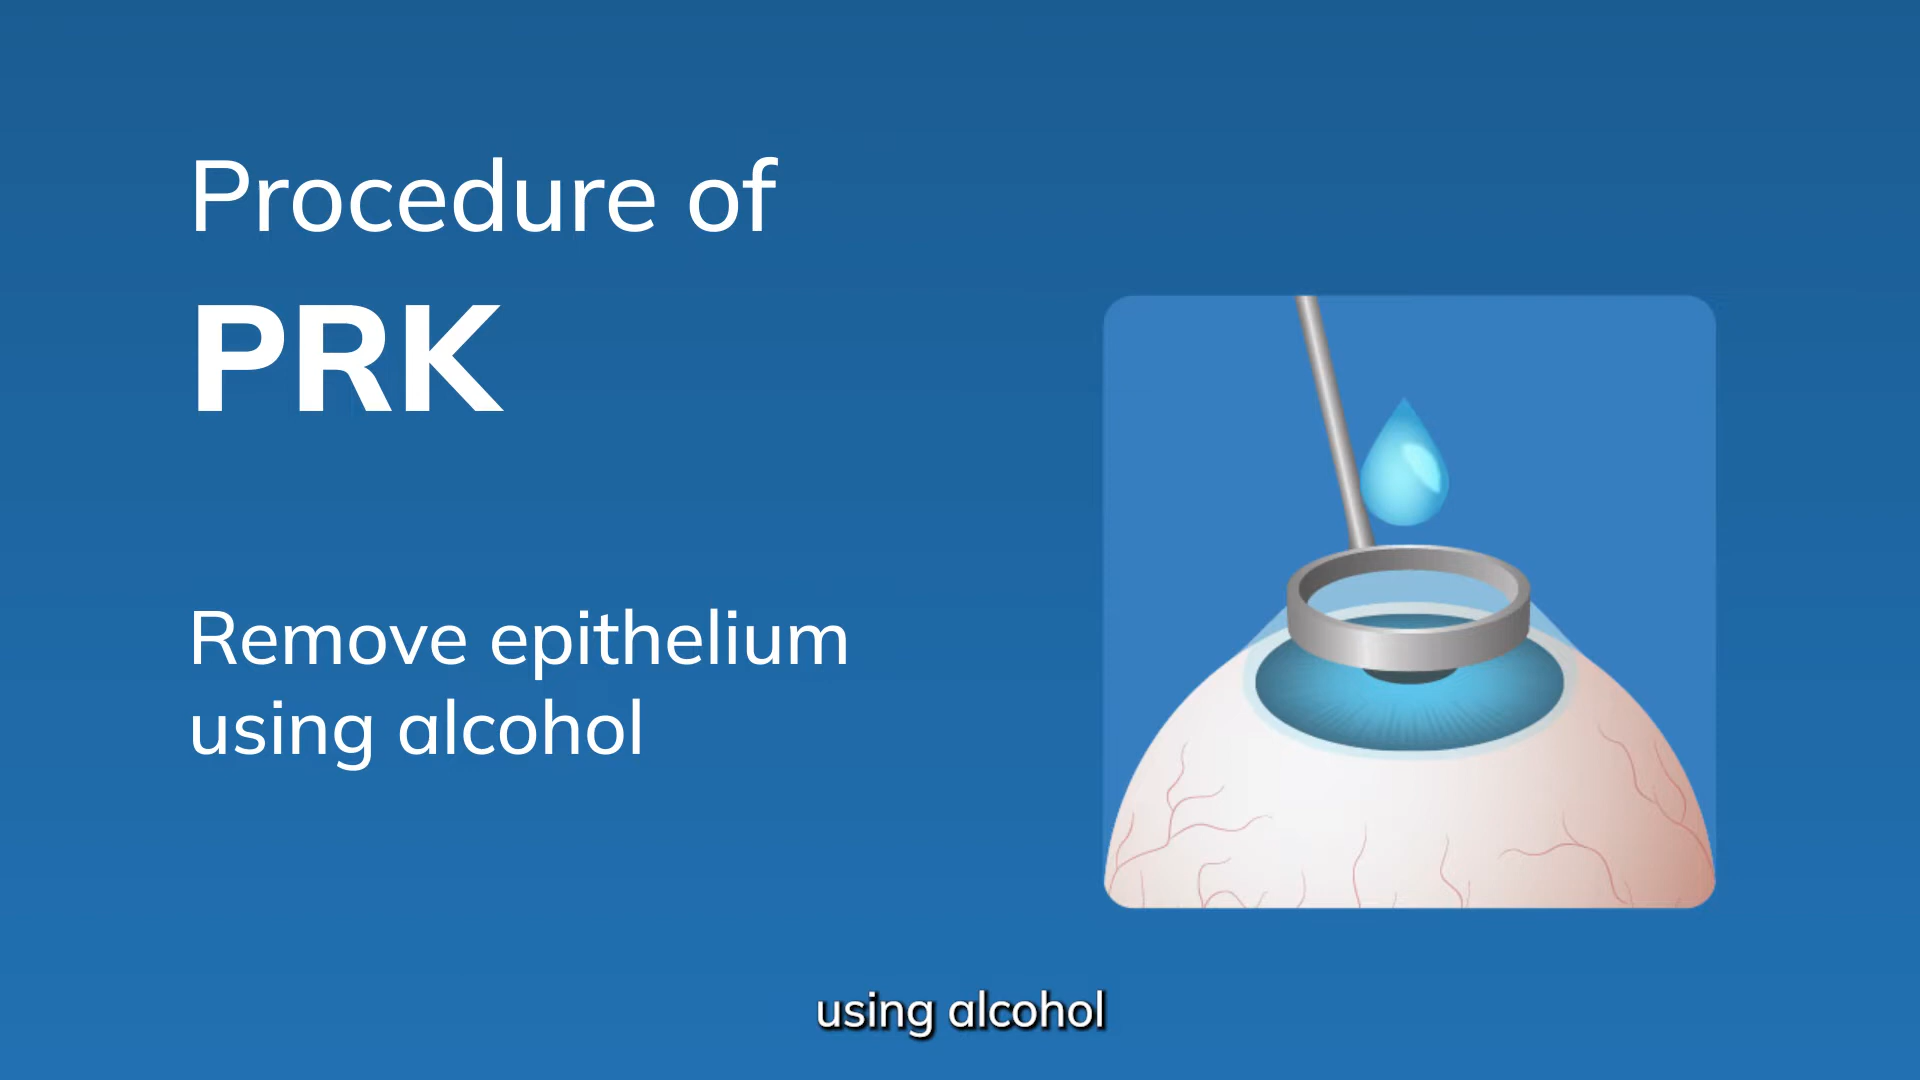 Procedure of
PRK
Remove epithelium
using alcohol
using alcohol